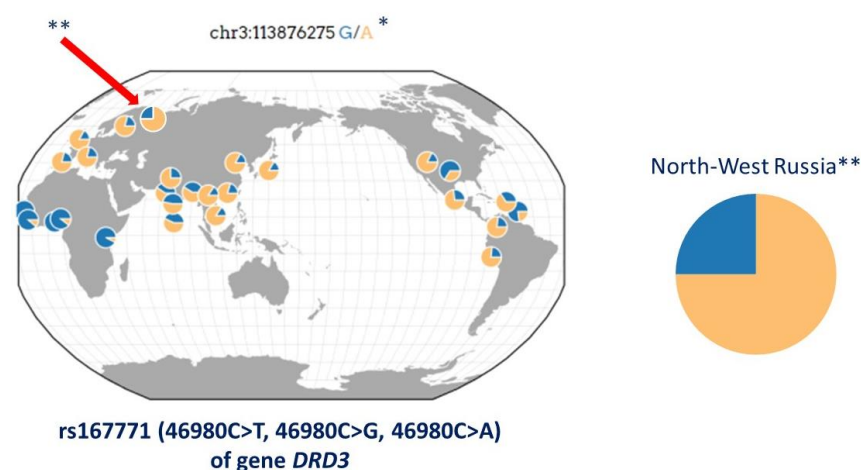 **
chr3:113876275 G/A *
North-West Russia**
rs167771 (46980C>T, 46980C>G, 46980C>A)
of gene DRD3